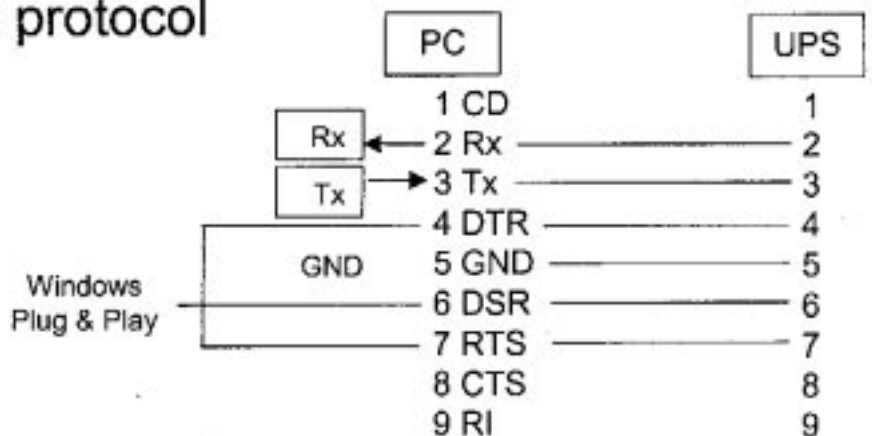 protocol
PC UPS
1 CD 1
Rx 2 Rx 2
Tx 3 Tx 3
4 DTR 4
GND 5 GND 5
Windows
Plug & Play
6 DSR 6
7 RTS 7
8 CTS 8
9 RI 9